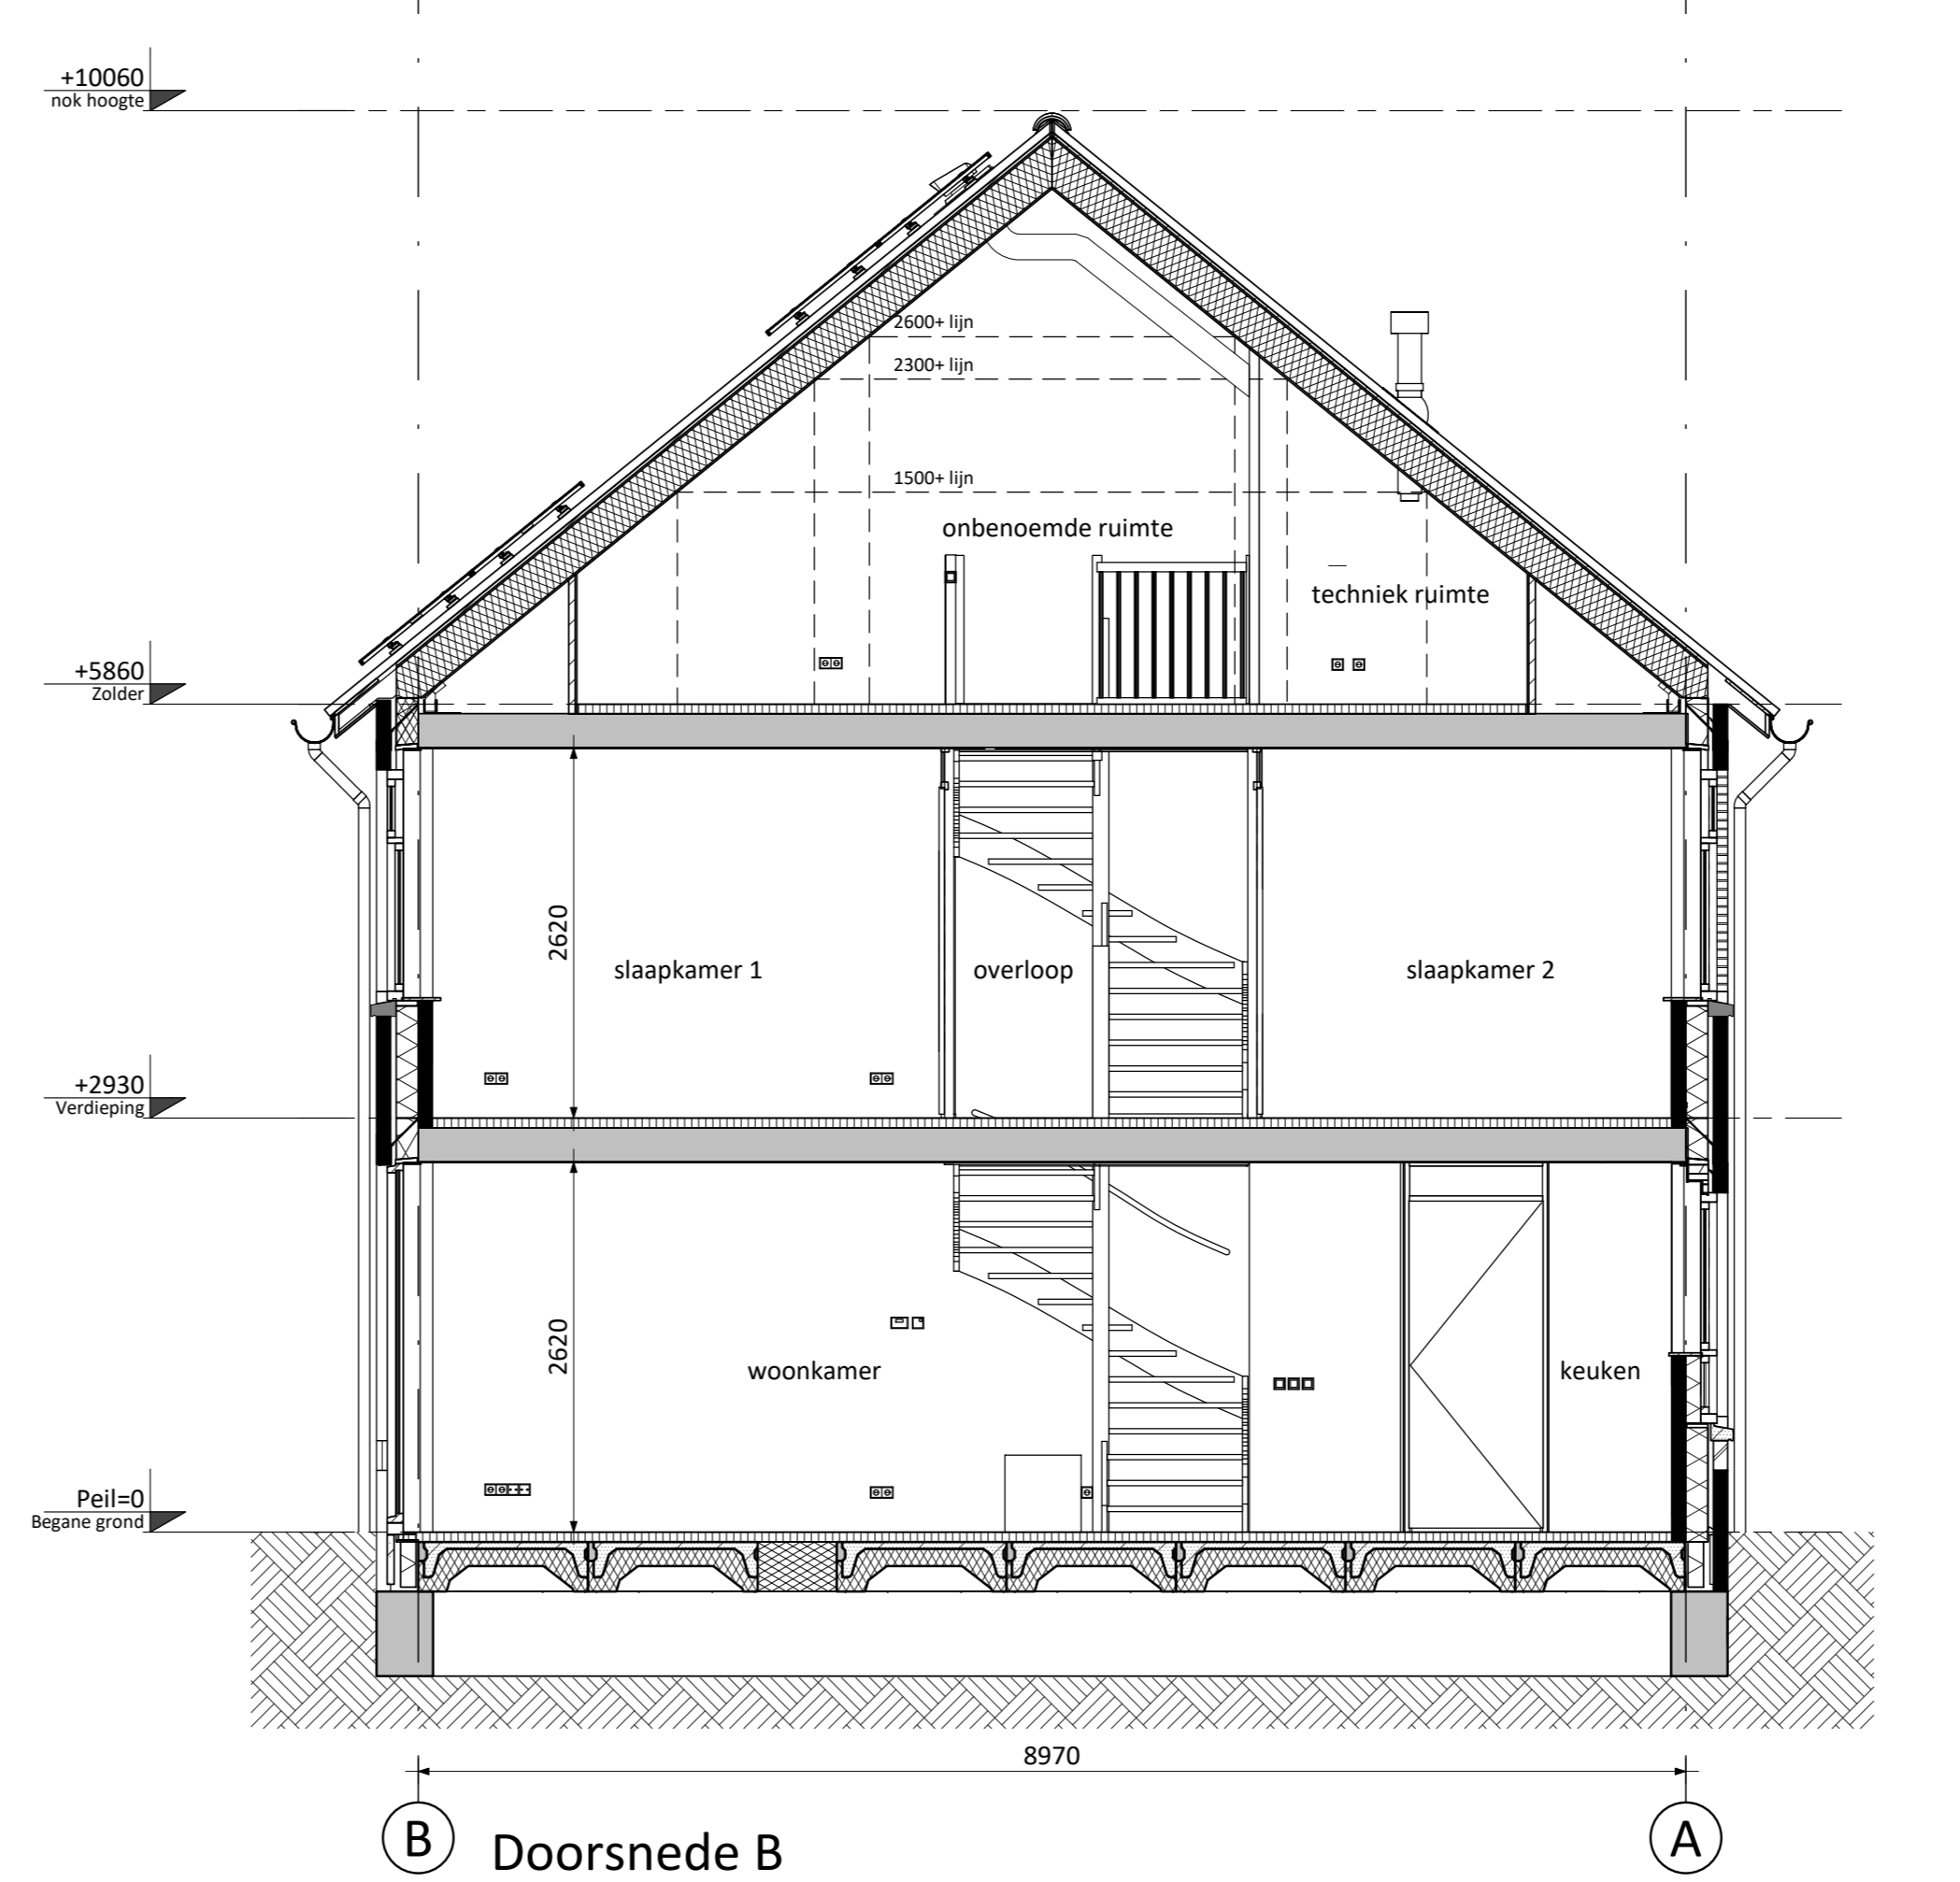 +10060
nok hoogte
2600+ lijn
2300+ lijn
1500+ lijn
onbenoemde ruimte
techniek ruimte
+5860
Zolder
2620
slaapkamer 1
overloop
slaapkamer 2
+2930
Verdieping
2620
woonkamer
keuken
Peil=0
Begane grond
8970
B
Doorsnede B
A